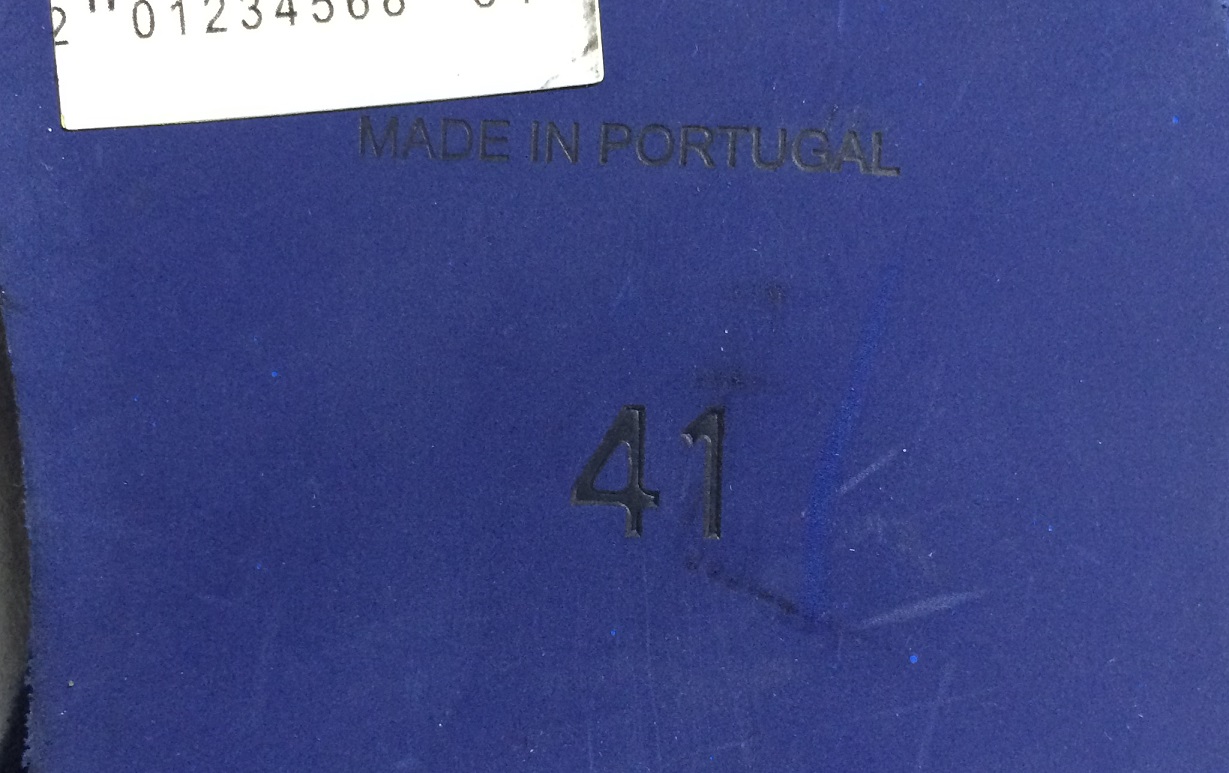 2 " 01234568
MADE IN PORTUGAL
41